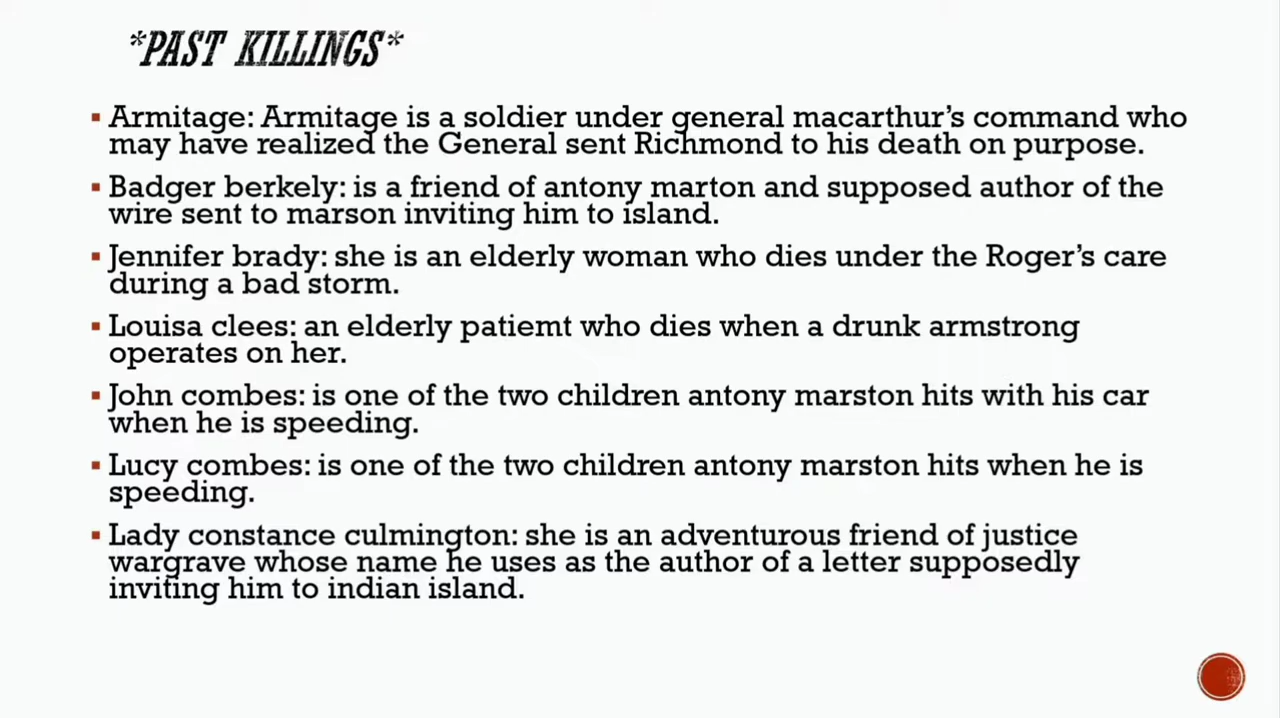 *PAST KILLINGS*
▪ Armitage: Armitage is a soldier under general macarthur's command who
may have realized the General sent Richmond to his death on purpose.
▪ Badger berkely: is a friend of antony marton and supposed author of the
wire sent to marson inviting him to island.
▪ Jennifer brady: she is an elderly woman who dies under the Roger's care
during a bad storm.
▪ Louisa clees: an elderly patiemt who dies when a drunk armstrong
operates on her.
▪ John combes: is one of the two children antony marston hits with his car
when he is speeding.
▪ Lucy combes: is one of the two children antony marston hits when he is
speeding.
▪ Lady constance culmington: she is an adventurous friend of justice
wargrave whose name he uses as the author of a letter supposedly
inviting him to indian island.